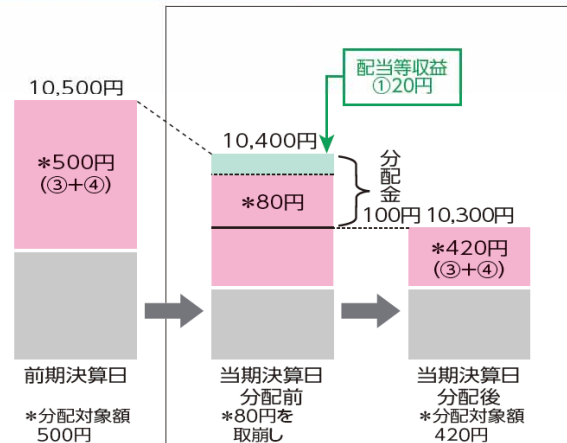 10,500円
*500円
(③+④)
前期決算日
*分配対象額
500円
配当等収益
①20円
10,400円
分配金
*80円
100円
当期決算日
分配前
*80円を
取崩し
10,300円
*420円
(③+④)
当期決算日
分配後
*分配対象額
420円